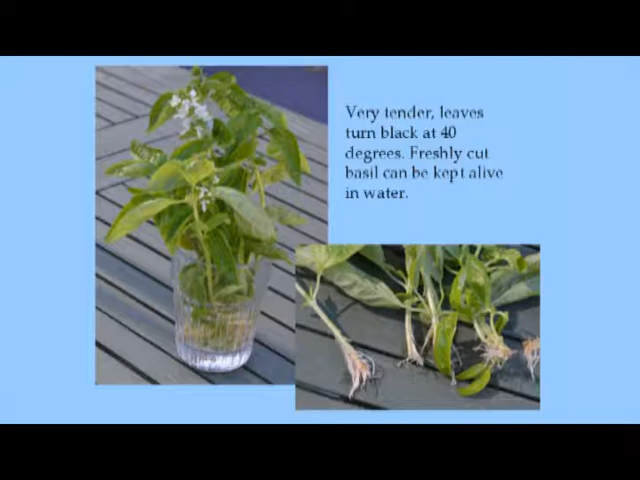 Very tender, leaves
turn black at 40
degrees. Freshly cut
basil can be kept alive
in water.